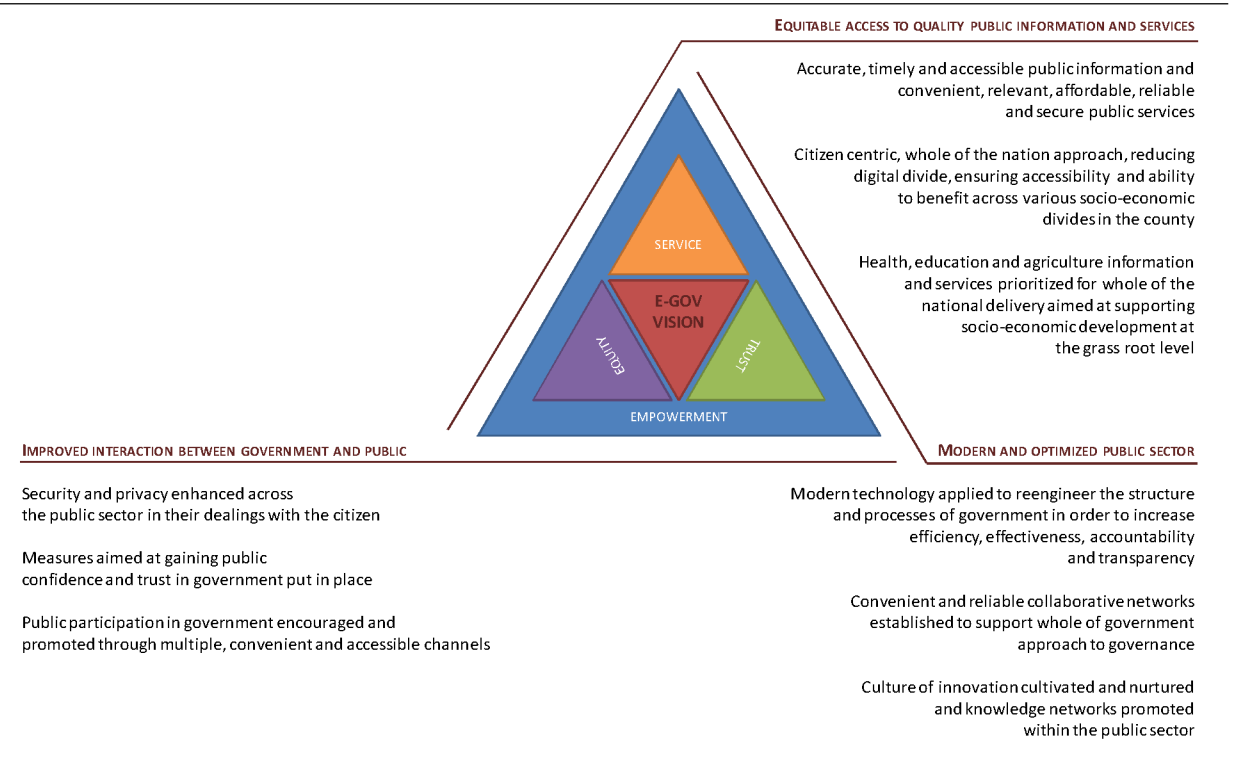 EQUITABLE ACCESS TO QUALITY PUBLIC INFORMATION AND SERVICES
Accurate, timely and accessible public information and
convenient, relevant, affordable, reliable
and secure public services
Citizen centric, whole of the nation approach, reducing
digital divide, ensuring accessibility and ability
to benefit across various socio-economic
divides in the county
Health, education and agriculture information
and services prioritized for whole of the
national delivery aimed at supporting
socio-economic development at
the grass root level
SERVICE
E-GOV
VISION
EQUITY
TRUST
EMPOWERMENT
IMPROVED INTERACTION BETWEEN GOVERNMENT AND PUBLIC
Security and privacy enhanced across
the public sector in their dealings with the citizen
Measures aimed at gaining public
confidence and trust in government put in place
Public participation in government encouraged and
promoted through multiple, convenient and accessible channels
MODERN AND OPTIMIZED PUBLIC SECTOR
Modern technology applied to reengineer the structure
and processes of government in order to increase
efficiency, effectiveness, accountability
and transparency
Convenient and reliable collaborative networks
established to support whole of government
approach to governance
Culture of innovation cultivated and nurtured
and knowledge networks promoted
within the public sector